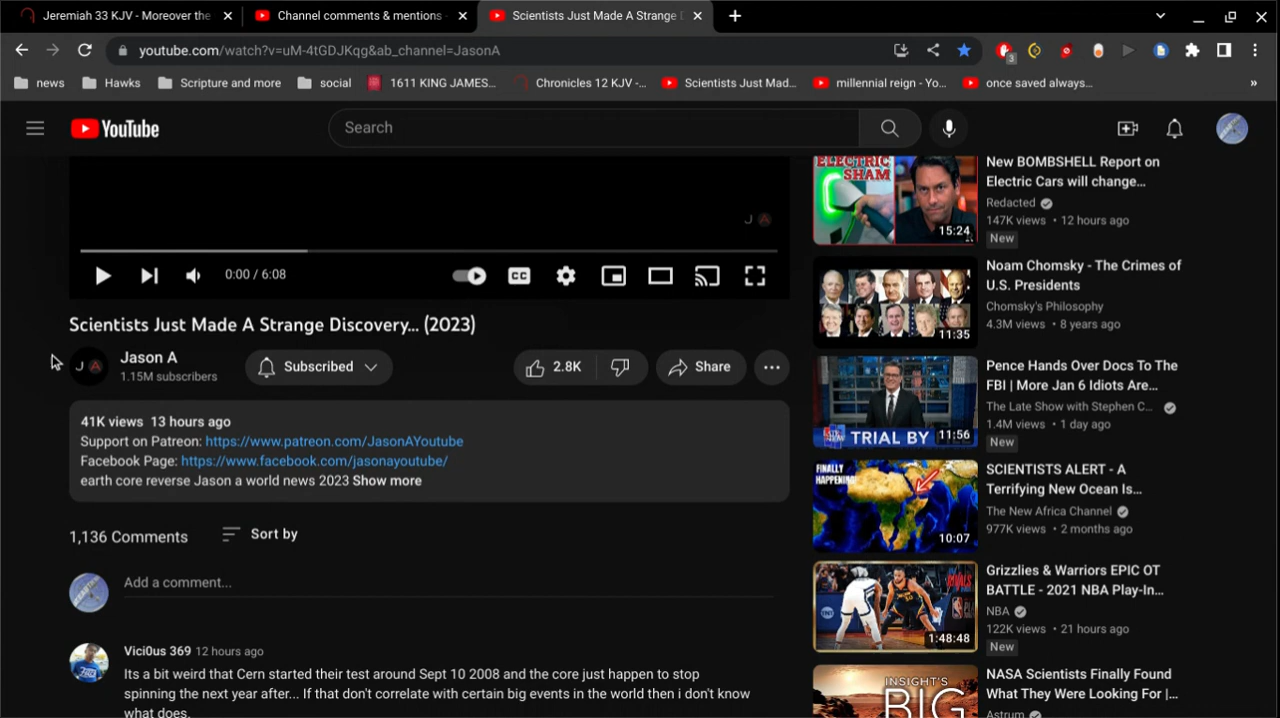 Jeremiah 33 KJV - Moreover the
Channel comments & mentions -
Scientists Just Made A Strange D
youtube.com/watch?v=uM-4tGDJKqg&ab_channel=JasonA
3
news
Hawks
Scripture and more
social
1611 KING JAMES...
Chronicles 12 KJV -...
Scientists Just Mad...
millennial reign - Yo...
once saved always...
»
YouTube
Search
J A
0:00 / 6:08
CC
Scientists Just Made A Strange Discovery... (2023)
J A
Jason A
1.15M subscribers
Subscribed
2.8K
Share
41K views 13 hours ago
Support on Patreon: https://www.patreon.com/JasonAYoutube
Facebook Page: https://www.facebook.com/jasonayoutube/
earth core reverse Jason a world news 2023 Show more
1,136 Comments
Sort by
Add a comment...
Vici0us 369 12 hours ago
Its a bit weird that Cern started their test around Sept 10 2008 and the core just happen to stop
spinning the next year after... If that don't correlate with certain big events in the world then i don't know
what does.
ELECTRIC
SHAM
15:24
New BOMBSHELL Report on
Electric Cars will change...
Redacted
147K views • 12 hours ago
New
11:35
Noam Chomsky - The Crimes of
U.S. Presidents
Chomsky's Philosophy
4.3M views • 8 years ago
TRIAL BY
11:56
Pence Hands Over Docs To The
FBI | More Jan 6 Idiots Are...
The Late Show with Stephen C...
1.4M views • 1 day ago
New
FINALLY
HAPPENING!
10:07
SCIENTISTS ALERT - A
Terrifying New Ocean Is...
The New Africa Channel
977K views • 2 months ago
1:48:48
Grizzlies & Warriors EPIC OT
BATTLE - 2021 NBA Play-In...
NBA
122K views • 21 hours ago
New
INSIGHT'S
BIG
NASA Scientists Finally Found
What They Were Looking For |...
Astrum